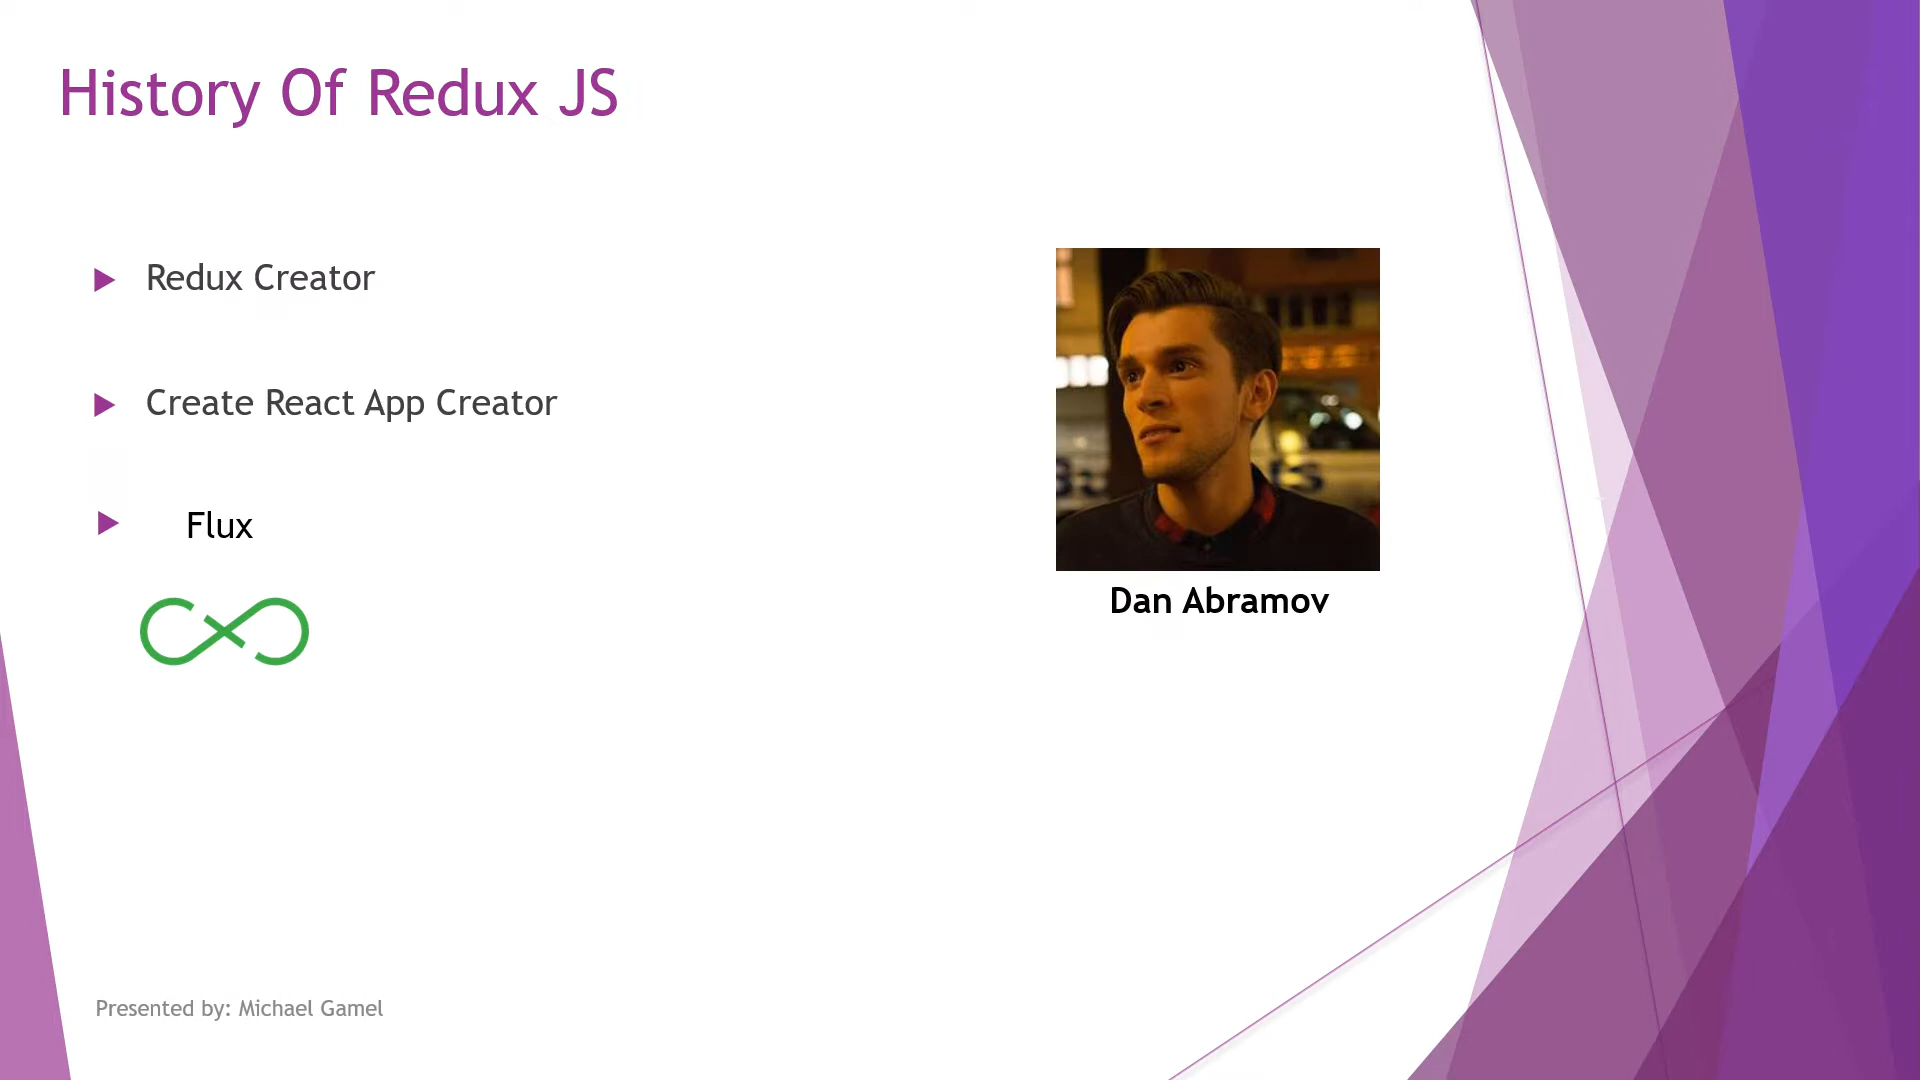 History Of Redux JS
Redux Creator
Create React App Creator
Flux
Dan Abramov
Presented by: Michael Gamel